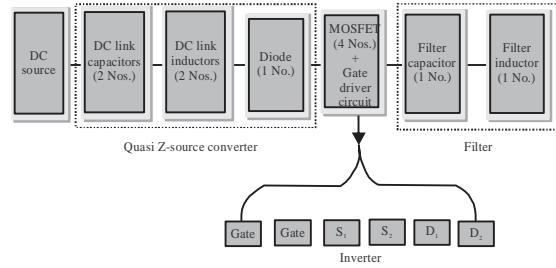 DC
source
DC link
capacitors
(2 Nos.)
DC link
inductors
(2 Nos.)
Diode
(1 No.)
MOSFET
(4 Nos.)
+
Gate
driver
circuit
Filter
capacitor
(1 No.)
Filter
inductor
(1 No.)
Quasi Z-source converter
Filter
Gate
Gate
S₁
S₂
D₁
D₂
Inverter